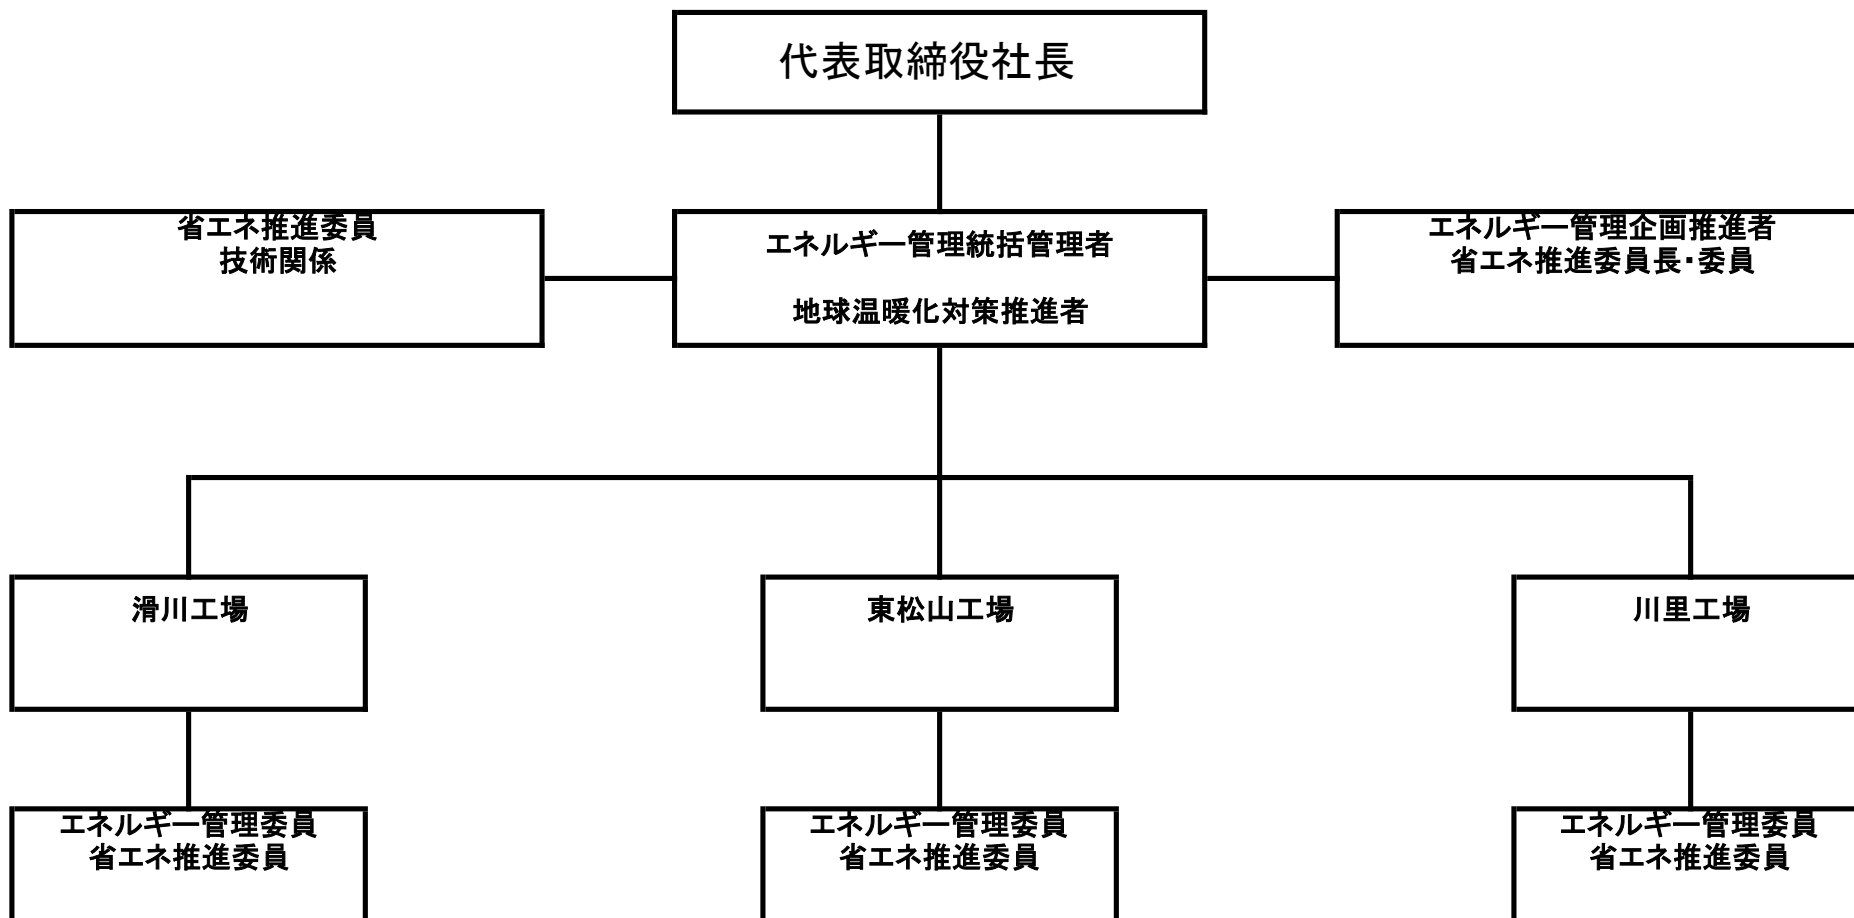 代表取締役社長
省エネ推進委員
技術関係
エネルギー管理統括管理者
地球温暖化対策推進者
エネルギー管理企画推進者
省エネ推進委員長・委員
滑川工場
東松山工場
川里工場
エネルギー管理委員
省エネ推進委員
エネルギー管理委員
省エネ推進委員
エネルギー管理委員
省エネ推進委員